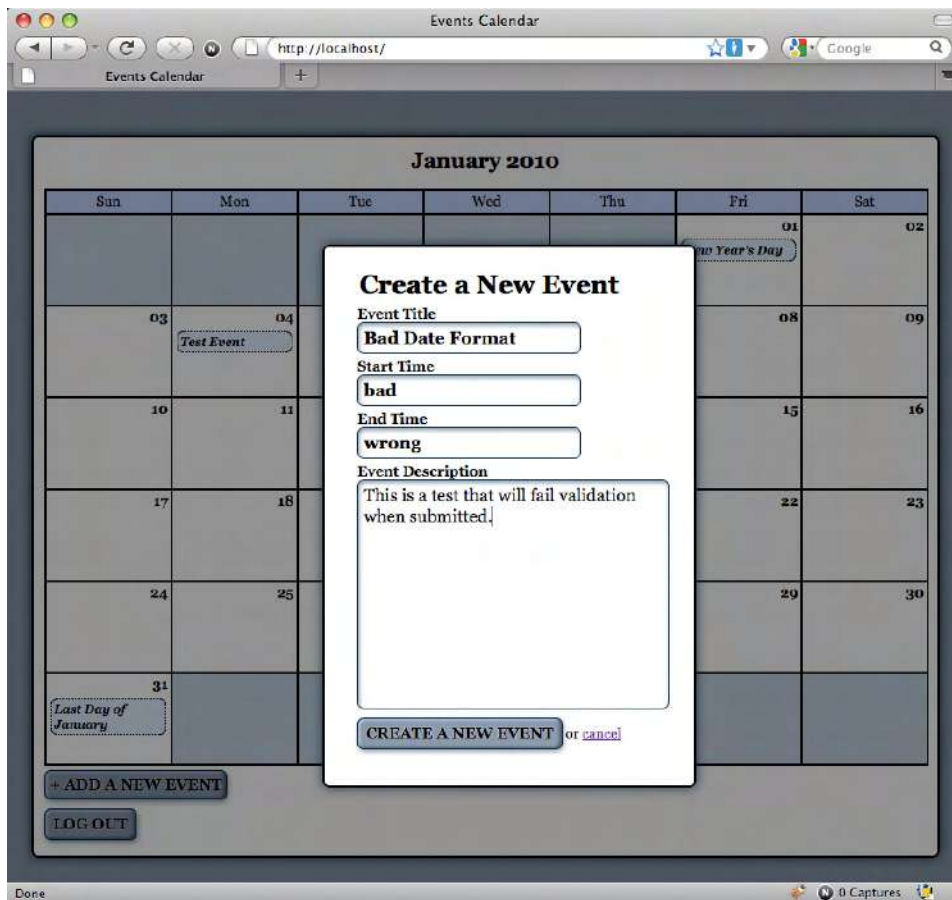 Events Calendar
http://localhost/
Google
Events Calendar
January 2010
Sun Mon Tue Wed Thu Fri Sat
01 02
Year's Day
Create a New Event
Event Title
Bad Date Format
Start Time
bad
End Time
wrong
Event Description
This is a test that will fail validation
when submitted.
CREATE A NEW EVENT or cancel
03 04 08 09
Test Event
10 11 15 16
17 18 22 23
24 25 29 30
31
Last Day of
January
+ ADD A NEW EVENT
LOG OUT
Done
0 Captures